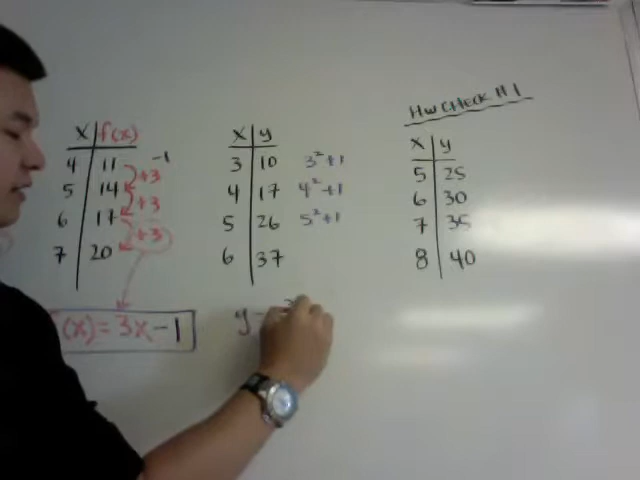 x f(x)
4 11 -1
+3
5 14
+3
6 17
+3
7 20
(x) = 3x - 1
x y
3 10 3²+1
4 17 4²+1
5 26 5²+1
6 37
y
HW CHECK #1
x y
5 25
6 30
7 35
8 40